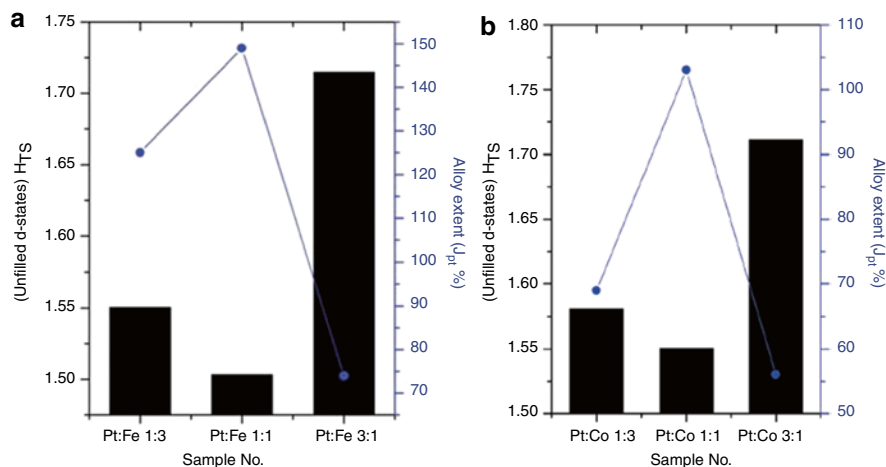 a
1.75
1.70
1.65
1.60
1.55
1.50
(Unfilled d-states) H_TS
150
140
130
120
110
100
90
80
70
Alloy extent (J_pt %)
Pt:Fe 1:3 Pt:Fe 1:1 Pt:Fe 3:1
Sample No.
b
1.80
1.75
1.70
1.65
1.60
1.55
1.50
(Unfilled d-states) H_TS
110
100
90
80
70
60
50
Alloy extent (J_pt %)
Pt:Co 1:3 Pt:Co 1:1 Pt:Co 3:1
Sample No.